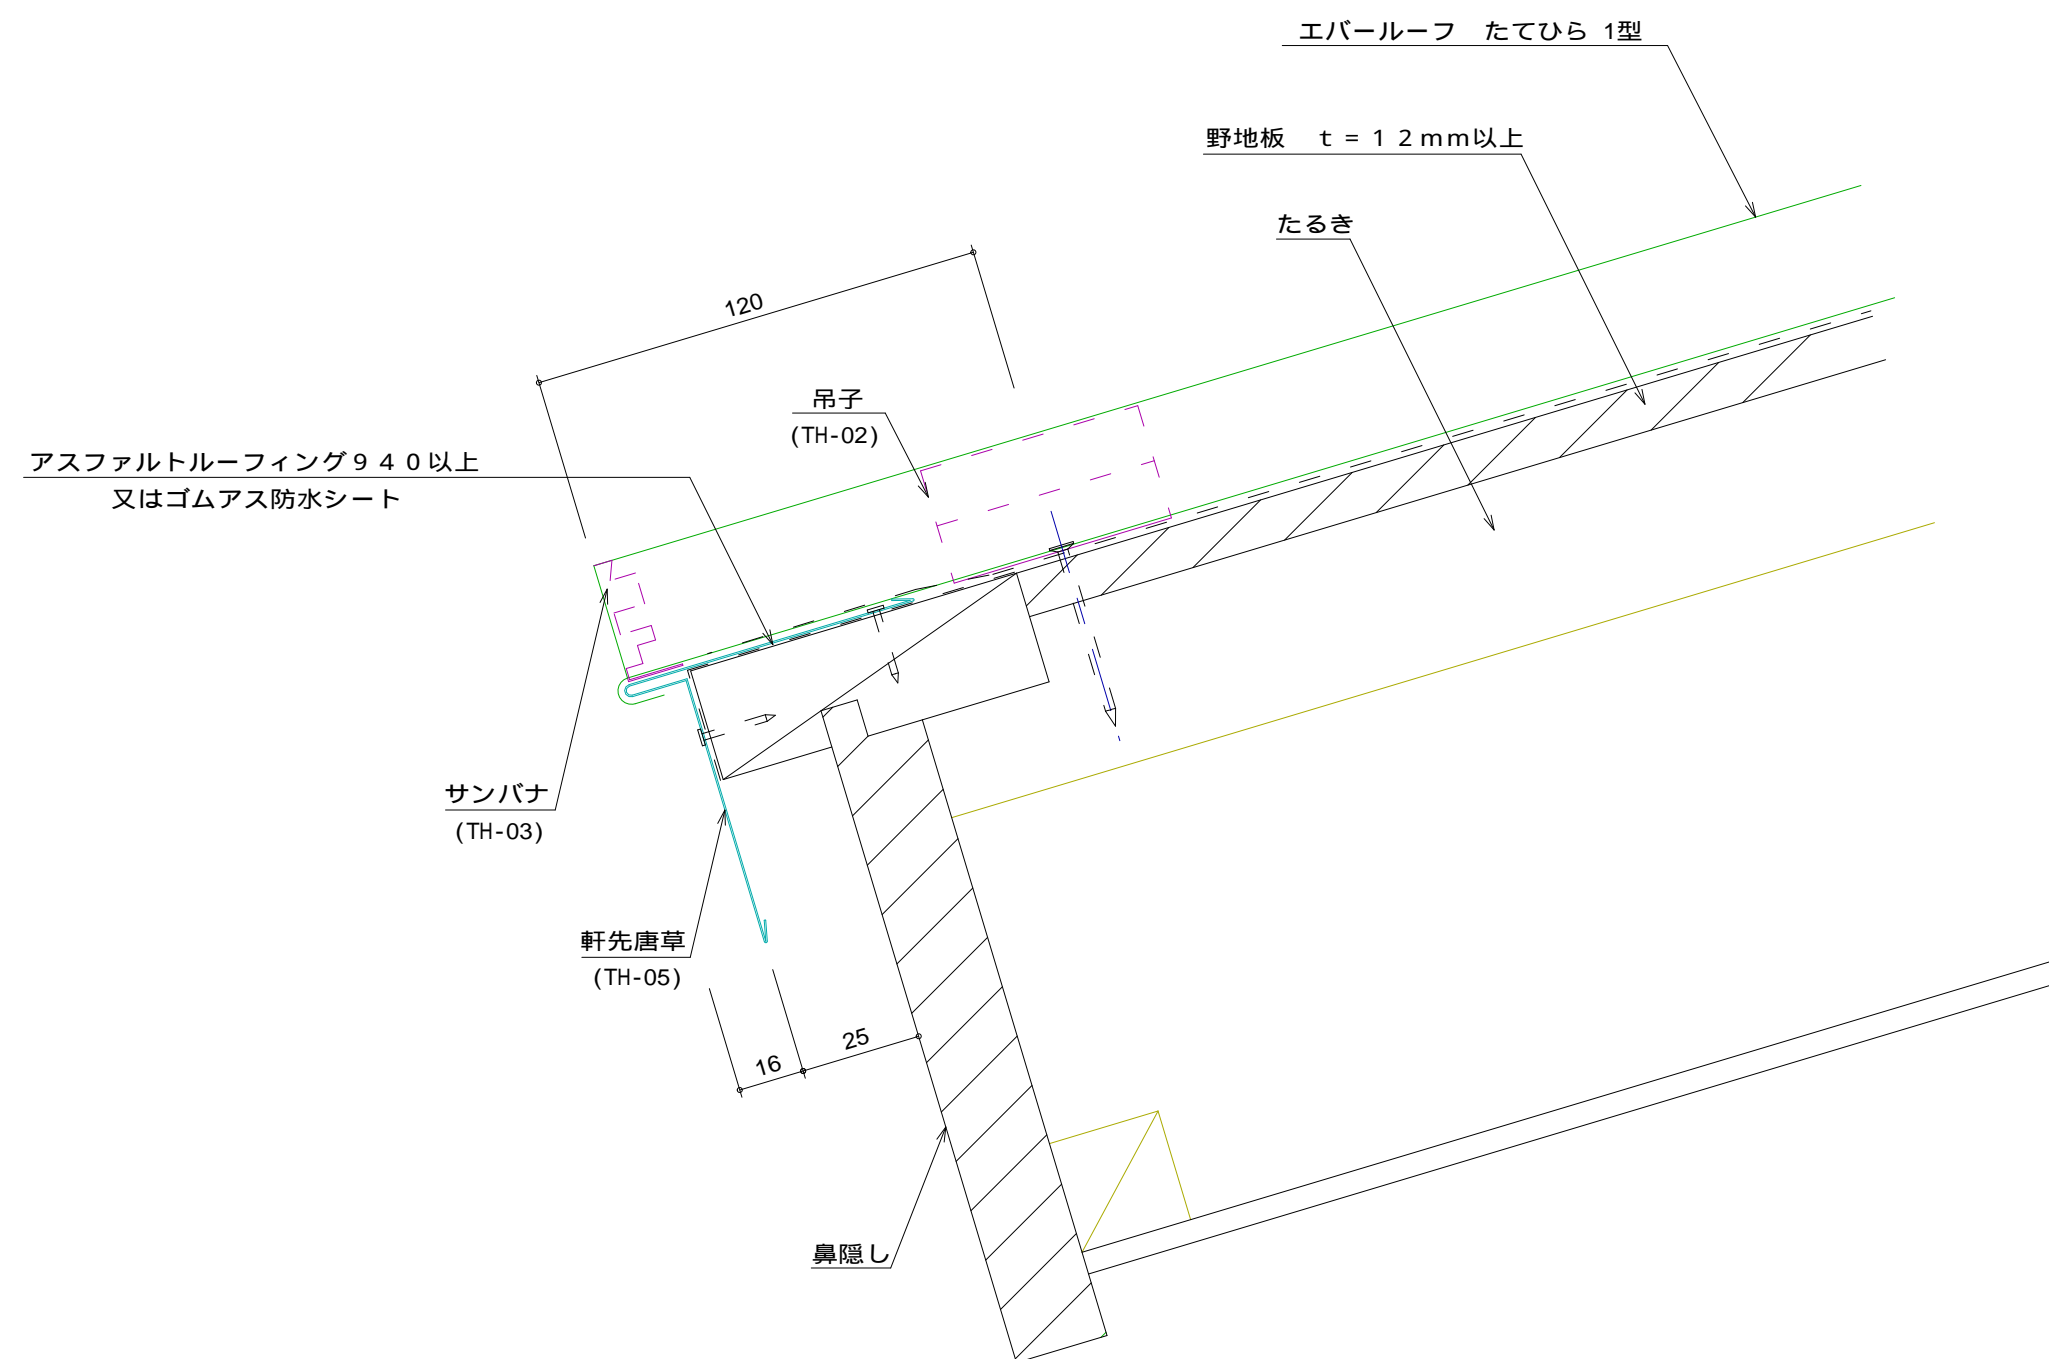 エバールーフ　たてひら 1型
野地板　ｔ＝１２ｍｍ以上
たるき
120
吊子
(TH-02)
アスファルトルーフィング９４０以上
又はゴムアス防水シート
サンバナ
(TH-03)
軒先唐草
(TH-05)
25
16
鼻隠し